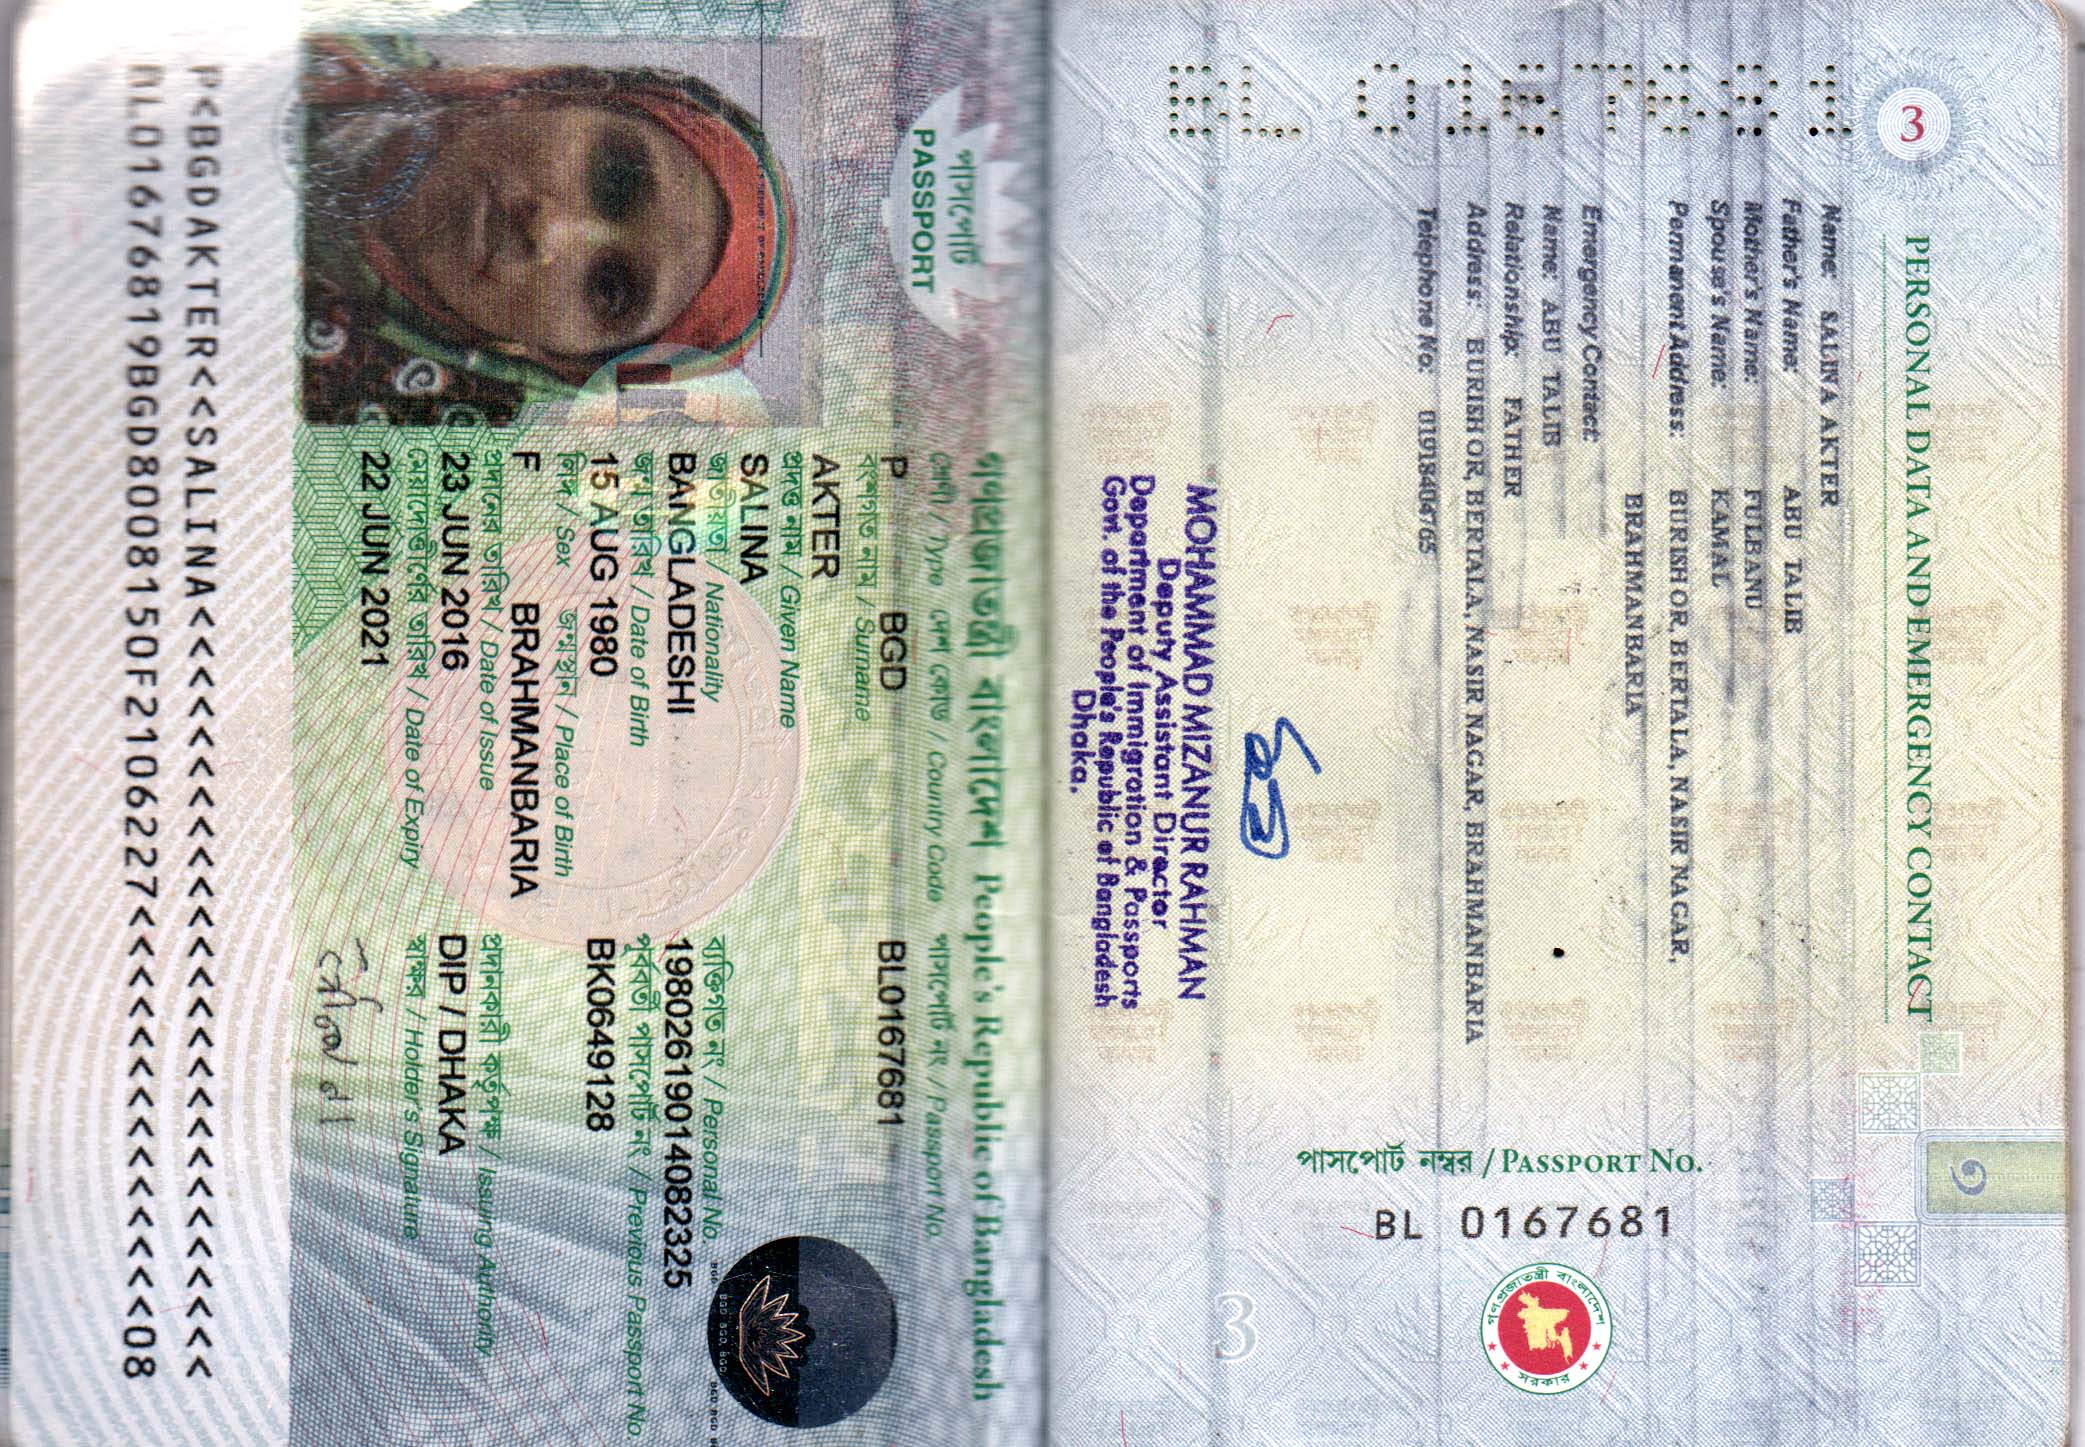 PERSONAL DATA AND EMERGENCY CONTACT
3
Name: SALINA AKTER
Father's Name: ABU TALIB
Mother's Name: FULBANU
Spouse's Name: KAMAL
Permanent Address: BURISHOR, BERTALA, NASIR NAGAR,
BRAHMANBARIA
Emergency Contact:
Name: ABU TALIB
Relationship: FATHER
Address: BURISHOR, BERTALA, NASIR NAGAR, BRAHMANBARIA
Telephone No: 01918404765
পাসপোর্ট নম্বর / PASSPORT No.
BL 0167681
3
MOHAMMAD MIZANUR RAHMAN
Deputy Assistant Director
Department of Immigration & Passports
Govt. of the People's Republic of Bangladesh
Dhaka.
পাসপোর্ট
PASSPORT
গণপ্রজাতন্ত্রী বাংলাদেশ People's Republic of Bangladesh
শ্রেণী / Type দেশ কোড / Country Code পাসপোর্ট নং / Passport No.
P BGD BL0167681
বংশগত নাম / Surname
AKTER
প্রদত্ত নাম / Given Name
SALINA
জাতীয়তা / Nationality ব্যক্তিগত নং / Personal No.
BANGLADESHI 19802619014082325
জন্ম তারিখ / Date of Birth পূর্ববর্তী পাসপোর্ট নং / Previous Passport No.
15 AUG 1980 BK0649128
লিঙ্গ / Sex জন্মস্থান / Place of Birth
F BRAHMANBARIA
প্রদানের তারিখ / Date of Issue প্রদানকারী কর্তৃপক্ষ / Issuing Authority
23 JUN 2016 DIP / DHAKA
মেয়াদোত্তীর্ণের তারিখ / Date of Expiry স্বাক্ষর / Holder's Signature
22 JUN 2021
P<BGDAKTER<<SALINA<<<<<<<<<<<<<<<<<<<<<<<<<<
BL01676819BGD8008150F2106227<<<<<<<<<<<<<<08